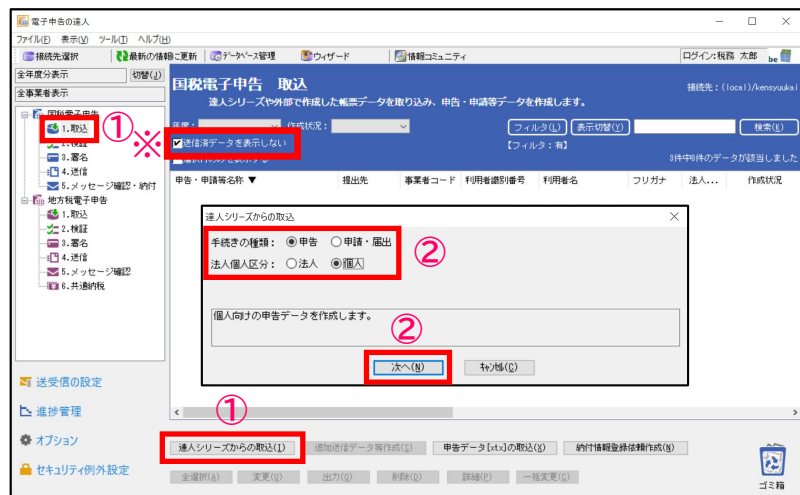 電子申告の達人
ファイル(F) 表示(V) ツール(T) ヘルプ(H)
接続先選択 最新の情報に更新 データベース管理 ウィザード 情報コミュニティ ログイン:税務 太郎 be
全年度分表示 切替(J)
全事業者表示
国税電子申告
1.取込
①
※
2.検証
3.署名
4.送信
5.メッセージ確認・納付
地方税電子申告
1.取込
2.検証
3.署名
4.送信
5.メッセージ確認
6.共通納税
送受信の設定
進捗管理
オプション
セキュリティ例外設定
国税電子申告 取込
達人シリーズや外部で作成した帳票データを取り込み、申告・申請等データを作成します。
接続先:(local)/kensyuukai
年度: 作成状況: フィルタ(L) 表示切替(Y) 検索(K)
送信済データを表示しない 【フィルタ:有】
3件中0件のデータが該当しました
申告・申請等名称 ▼ 提出先 事業者コード 利用者識別番号 利用者名 フリガナ 法人... 作成状況
達人シリーズからの取込
手続きの種類: 申告 申請・届出
法人個人区分: 法人 個人
②
個人向けの申告データを作成します。
②
次へ(N) キャンセル(C)
①
達人シリーズからの取込(I) 追加送信データ等作成(S) 申告データ[xtx]の取込(X) 納付情報登録依頼作成(N)
全選択(A) 変更(U) 出力(O) 削除(D) 詳細(P) 一括変更(C)
ゴミ箱